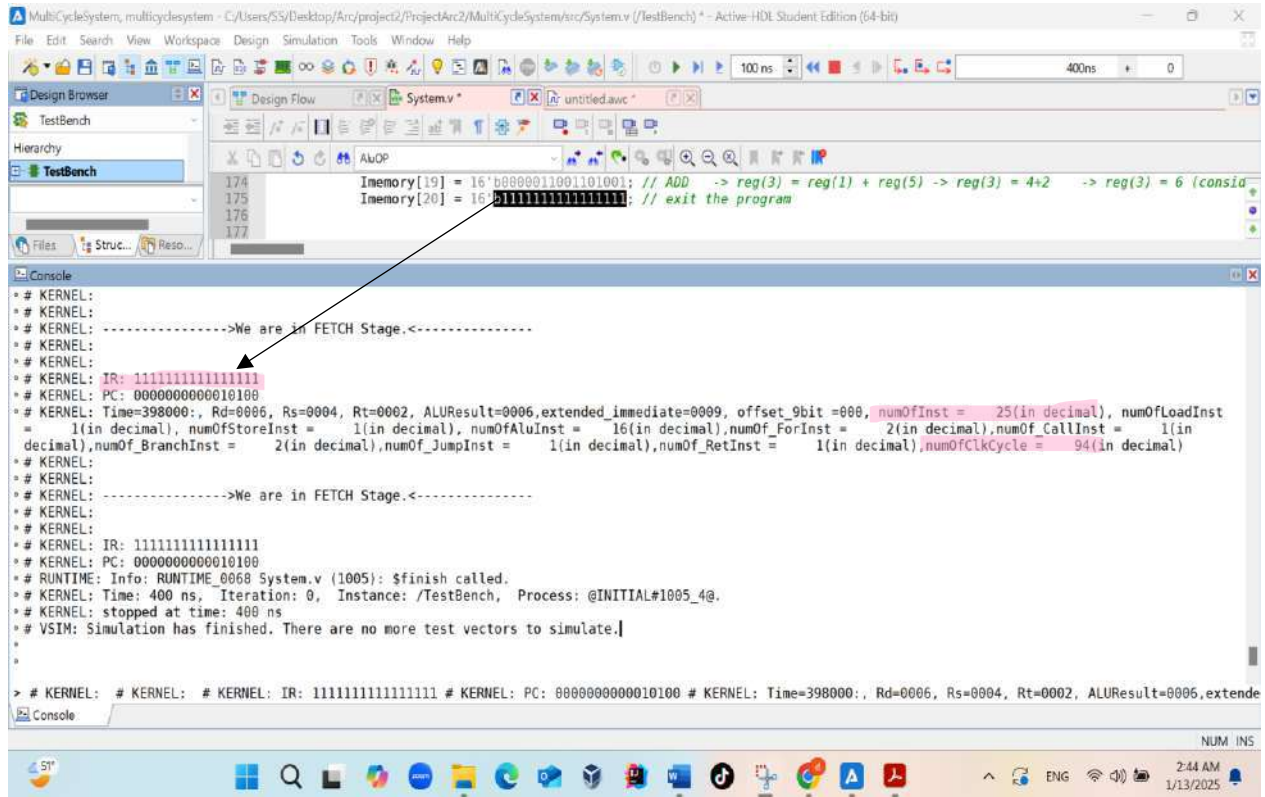 MultiCycleSystem, multicyclesystem - C:/Users/SS/Desktop/Arc/project2/ProjectArc2/MultiCycleSystem/src/System.v (/TestBench) * - Active-HDL Student Edition (64-bit)
File Edit Search View Workspace Design Simulation Tools Window Help
100 ns 400ns + 0
Design Browser
Design Flow System.v * untitled.awc *
TestBench
Hierarchy
AluOP
TestBench
174 Imemory[19] = 16'b0000011001101001; // ADD -> reg(3) = reg(1) + reg(5) -> reg(3) = 4+2 -> reg(3) = 6 (consid
175 Imemory[20] = 16'b1111111111111111; // exit the program
176
177
Files Struc... Reso...
Console
# KERNEL:
# KERNEL:
# KERNEL: ---------------->We are in FETCH Stage.<---------------
# KERNEL:
# KERNEL:
# KERNEL: IR: 1111111111111111
# KERNEL: PC: 0000000000010100
# KERNEL: Time=398000:, Rd=0006, Rs=0004, Rt=0002, ALUResult=0006,extended_immediate=0009, offset_9bit =000, numOfInst = 25(in decimal), numOfLoadInst
= 1(in decimal), numOfStoreInst = 1(in decimal), numOfAluInst = 16(in decimal),numOf_ForInst = 2(in decimal),numOf_CallInst = 1(in
decimal),numOf_BranchInst = 2(in decimal),numOf_JumpInst = 1(in decimal),numOf_RetInst = 1(in decimal),numOfClkCycle = 94(in decimal)
# KERNEL:
# KERNEL:
# KERNEL: ---------------->We are in FETCH Stage.<---------------
# KERNEL:
# KERNEL:
# KERNEL: IR: 1111111111111111
# KERNEL: PC: 0000000000010100
# RUNTIME: Info: RUNTIME_0068 System.v (1005): $finish called.
# KERNEL: Time: 400 ns, Iteration: 0, Instance: /TestBench, Process: @INITIAL#1005_4@.
# KERNEL: stopped at time: 400 ns
# VSIM: Simulation has finished. There are no more test vectors to simulate.
> # KERNEL: # KERNEL: # KERNEL: IR: 1111111111111111 # KERNEL: PC: 0000000000010100 # KERNEL: Time=398000:, Rd=0006, Rs=0004, Rt=0002, ALUResult=0006,extende
Console
NUM INS
51°
zoom
ENG 2:44 AM
1/13/2025